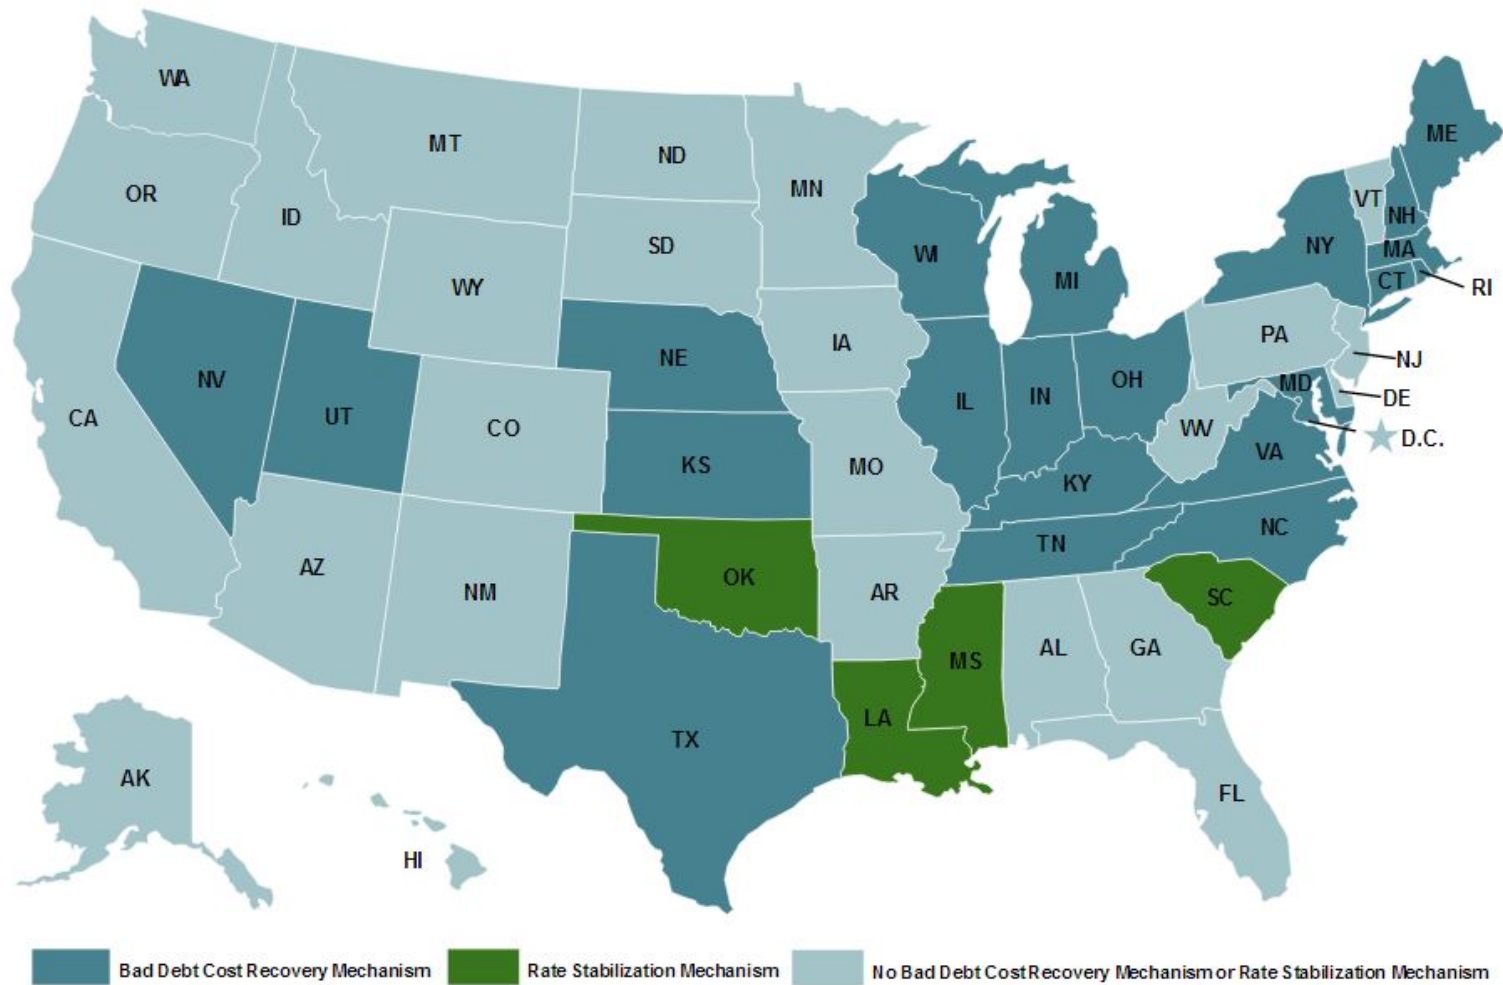 WA
MT
ND
MN
OR
ID
SD
WY
WI
MI
ME
VT
NH
NY
MA
CT
RI
NV
UT
CA
CO
NE
IA
IL
IN
OH
PA
NJ
MD
DE
D.C.
WV
VA
KS
MO
KY
NC
TN
AZ
NM
OK
AR
SC
MS
AL
GA
LA
TX
FL
AK
HI
Bad Debt Cost Recovery Mechanism
Rate Stabilization Mechanism
No Bad Debt Cost Recovery Mechanism or Rate Stabilization Mechanism